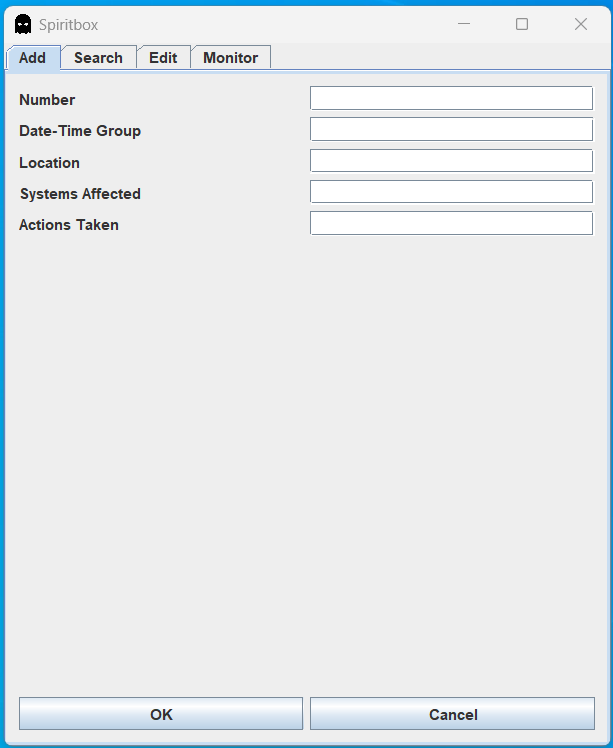 Spiritbox
Add Search Edit Monitor
Number
Date-Time Group
Location
Systems Affected
Actions Taken
OK Cancel